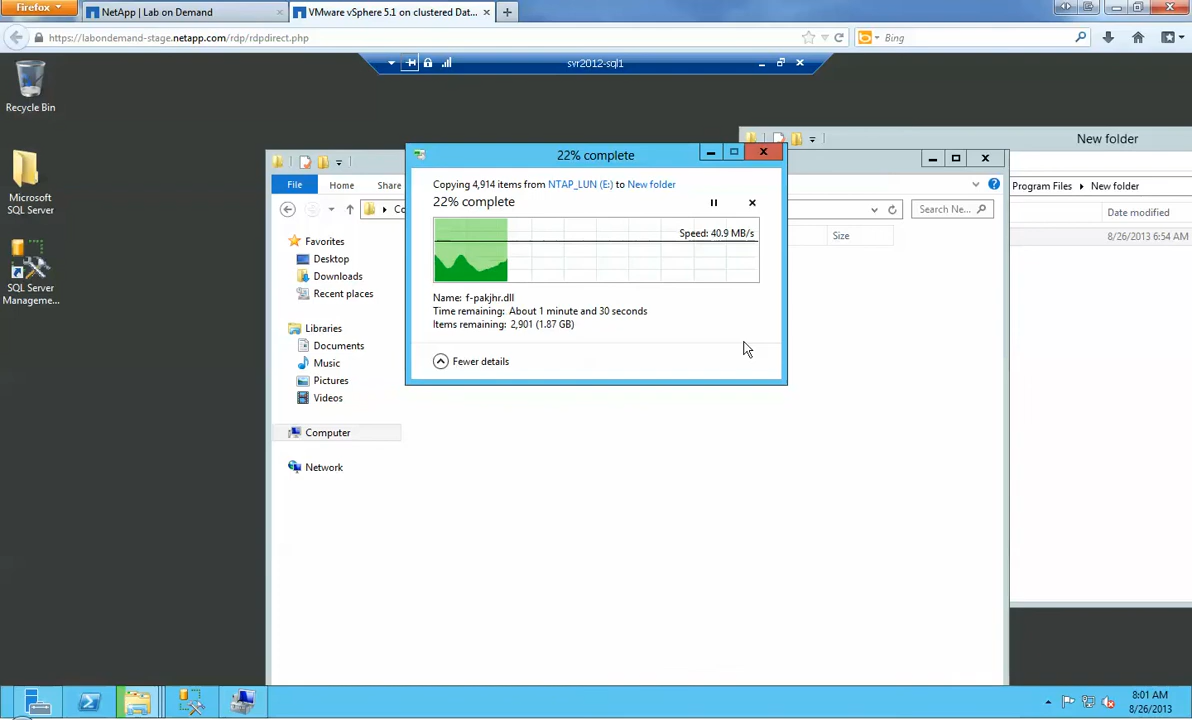 Firefox
NetApp | Lab on Demand
VMware vSphere 5.1 on clustered Dat...
https://labondemand-stage.netapp.com/rdp/rdpdirect.php
Bing
svr2012-sql1
Recycle Bin
Microsoft
SQL Server
SQL Server
Manageme...
New folder
22% complete
File
Home
Share
Copying 4,914 items from NTAP_LUN (E:) to New folder
22% complete
Speed: 40.9 MB/s
Name: f-pakjhr.dll
Time remaining: About 1 minute and 30 seconds
Items remaining: 2,901 (1.87 GB)
Fewer details
Co
Search Ne...
Size
Program Files
New folder
Date modified
8/26/2013 6:54 AM
Favorites
Desktop
Downloads
Recent places
Libraries
Documents
Music
Pictures
Videos
Computer
Network
8:01 AM
8/26/2013